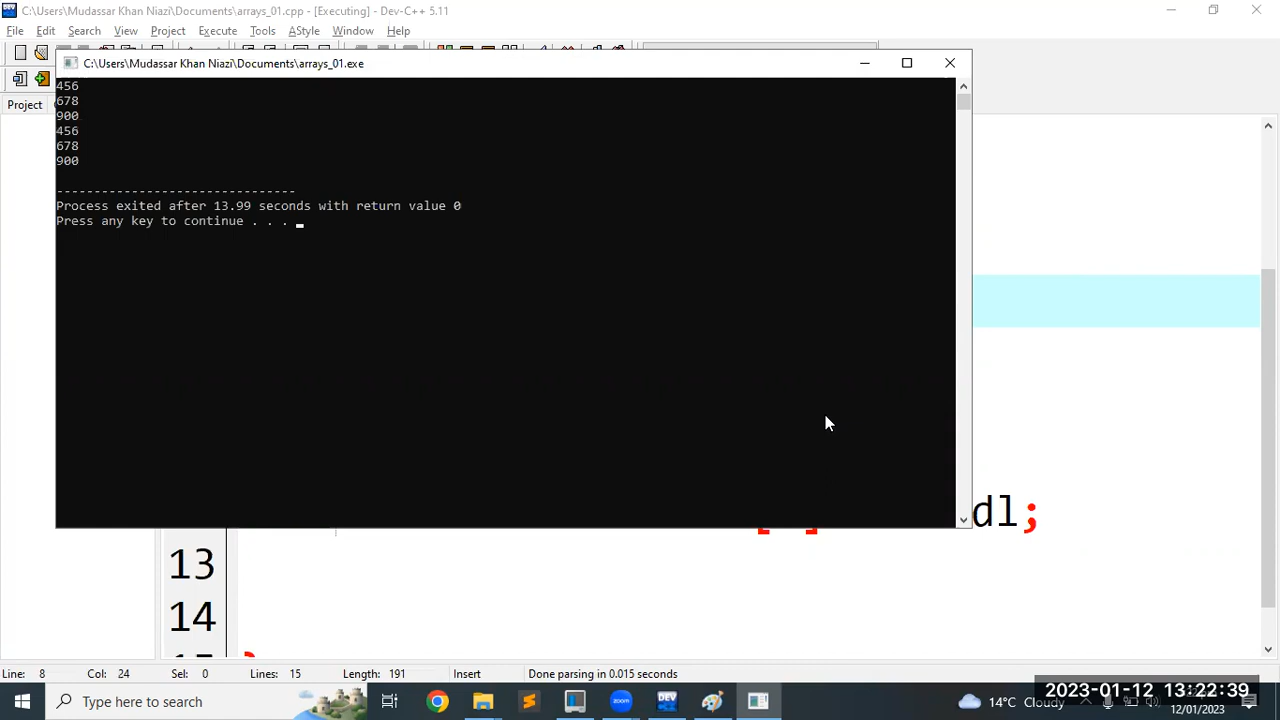 C:\Users\Mudassar Khan Niazi\Documents\arrays_01.cpp - [Executing] - Dev-C++ 5.11
File Edit Search View Project Execute Tools AStyle Window Help
C:\Users\Mudassar Khan Niazi\Documents\arrays_01.exe
Project
456
678
900
456
678
900
--------------------------------
Process exited after 13.99 seconds with return value 0
Press any key to continue . . .
dl;
13
14
Line: 8 Col: 24 Sel: 0 Lines: 15 Length: 191 Insert Done parsing in 0.015 seconds
Type here to search
DEV
zoom
14°C Cloudy
2023-01-12 13:22:39
12/01/2023